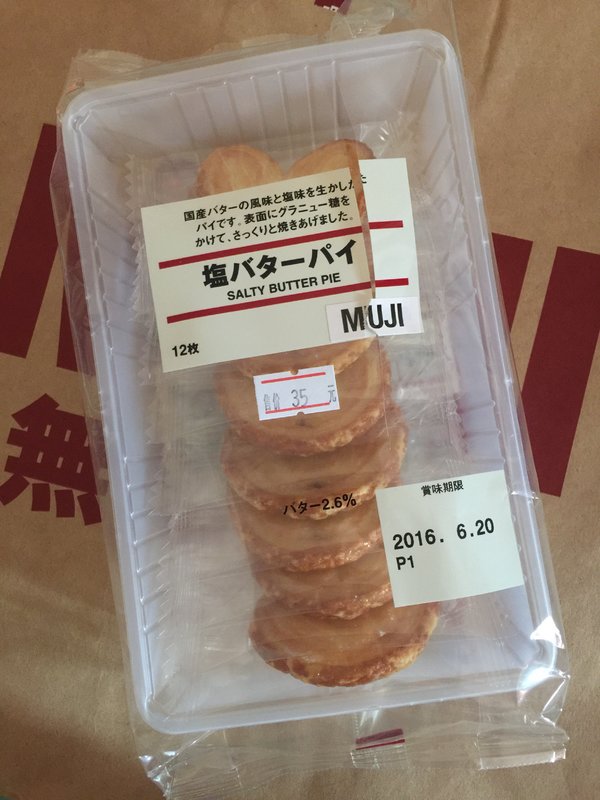 国産バターの風味と塩味を生かした
パイです。表面にグラニュー糖を
かけて、さっくりと焼きあげました。
塩バターパイ
SALTY BUTTER PIE
MUJI
12枚
售价 35 元
バター2.6%
賞味期限
2016. 6.20
P1
無